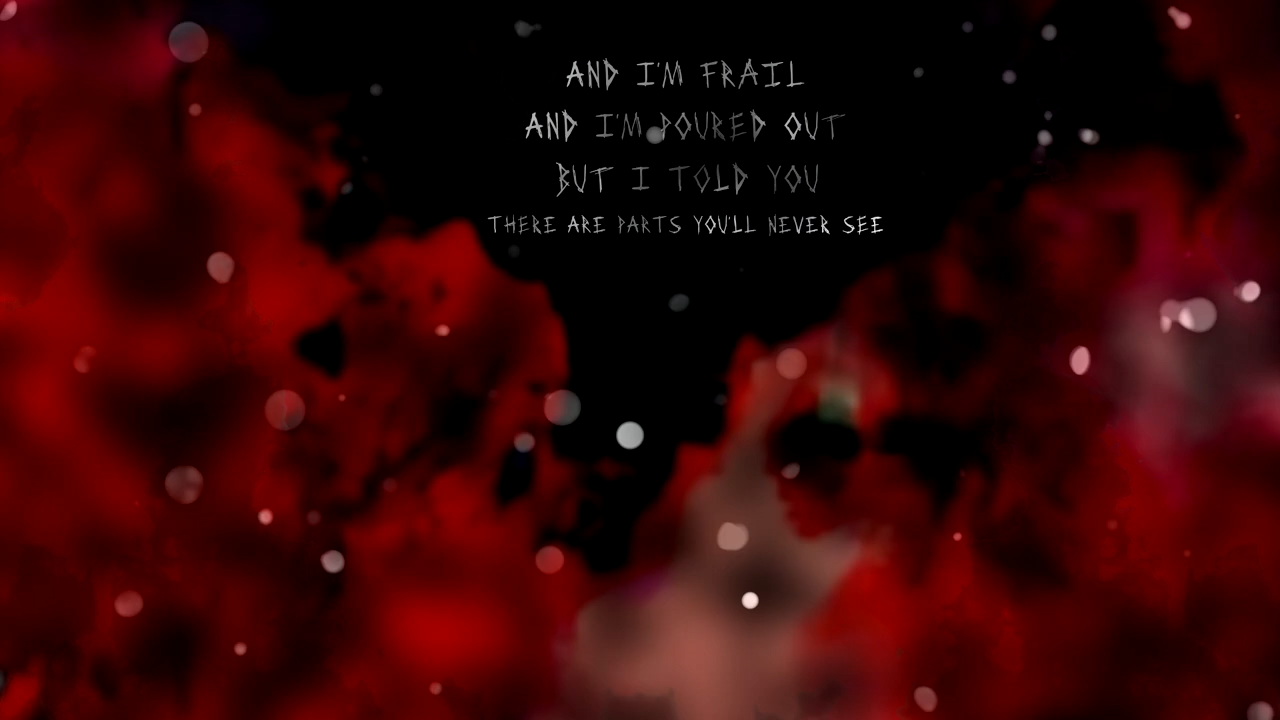 AND I'M FRAIL
AND I'M POURED OUT
BUT I TOLD YOU
THERE ARE PARTS YOU'LL NEVER SEE